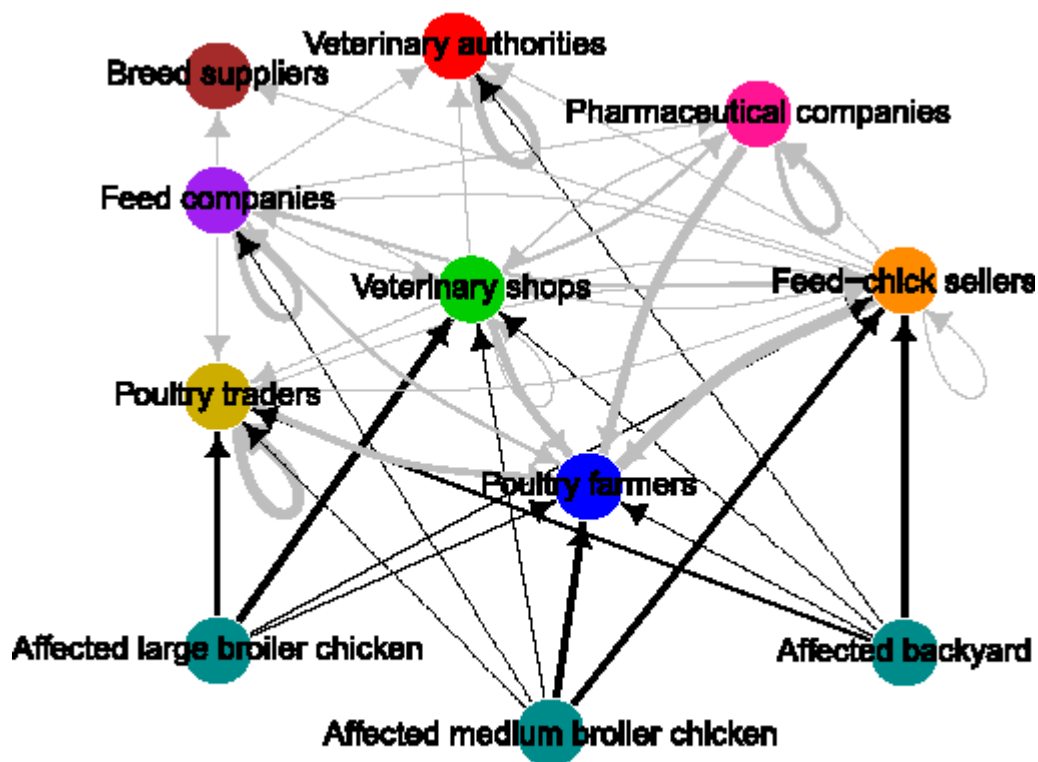 Veterinary authorities
Breed suppliers
Pharmaceutical companies
Feed companies
Veterinary shops
Feed-chick sellers
Poultry traders
Poultry farmers
Affected large broiler chicken
Affected backyard
Affected medium broiler chicken